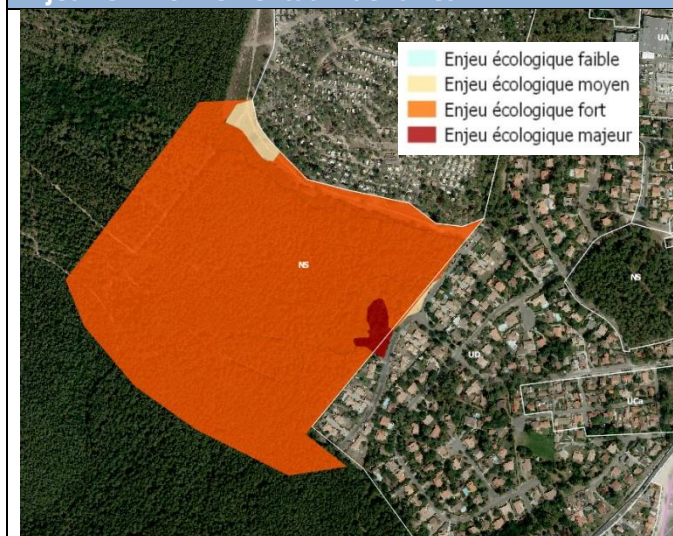 Enjeu écologique faible
Enjeu écologique moyen
Enjeu écologique fort
Enjeu écologique majeur
UA
NS
NS
UD
UCa